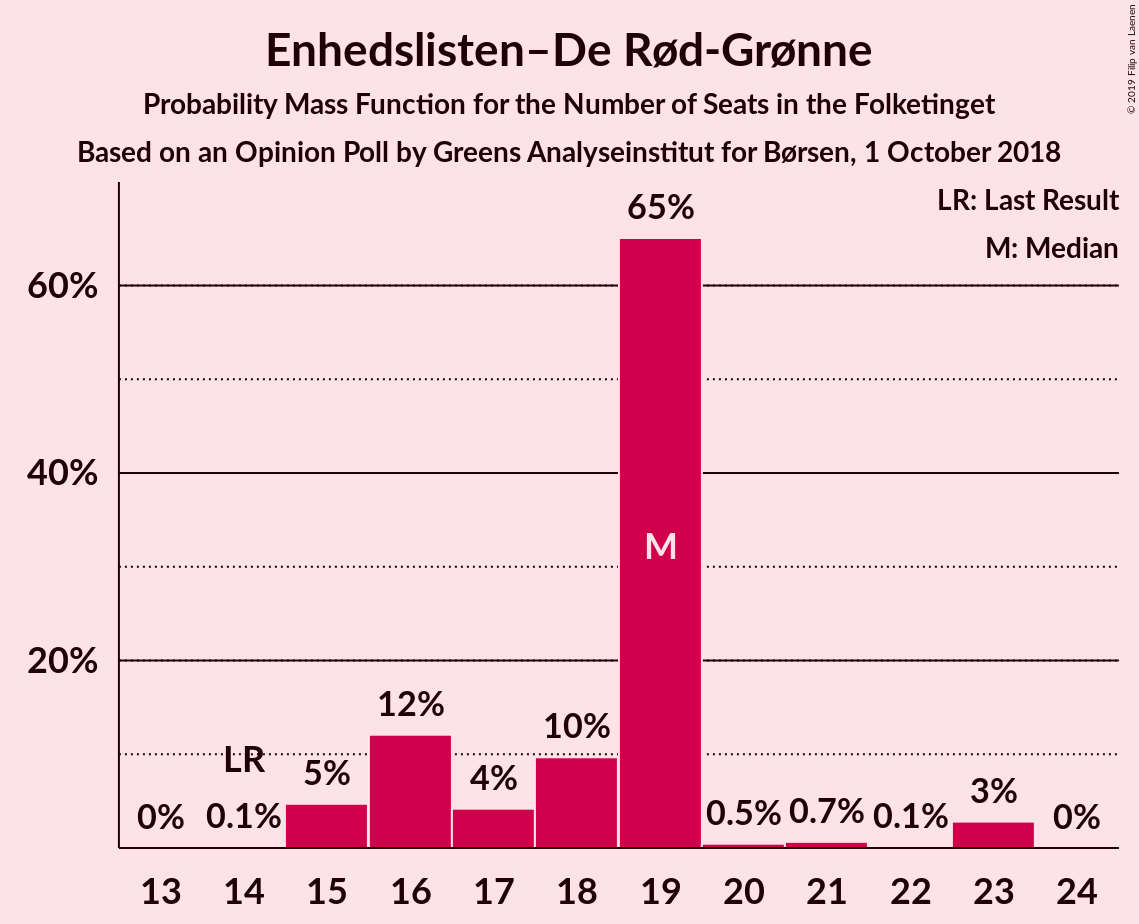 Enhedslisten–De Rød-Grønne
Probability Mass Function for the Number of Seats in the Folketinget
Based on an Opinion Poll by Greens Analyseinstitut for Børsen, 1 October 2018
© 2019 Filip van Laenen
LR: Last Result
M: Median
60%
40%
20%
0%
LR
0.1%
5%
12%
4%
10%
65%
M
0.5%
0.7%
0.1%
3%
0%
13 14 15 16 17 18 19 20 21 22 23 24